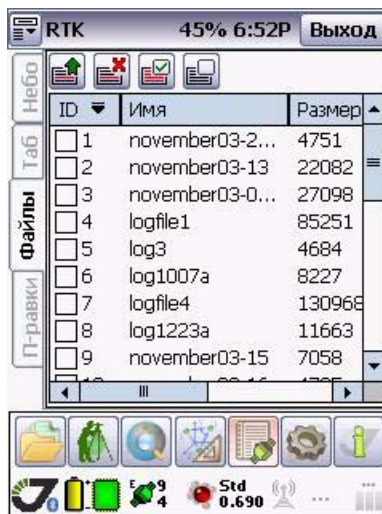 RTK 45% 6:52P Выход
Небо
Таб
Файлы
П-равки
ID Имя Размер
1 november03-2... 4751
2 november03-13 22082
3 november03-0... 27098
4 logfile1 85251
5 log3 4684
6 log1007a 8227
7 logfile4 130968
8 log1223a 11663
9 november03-15 7058
9
4
Std
0.690
...